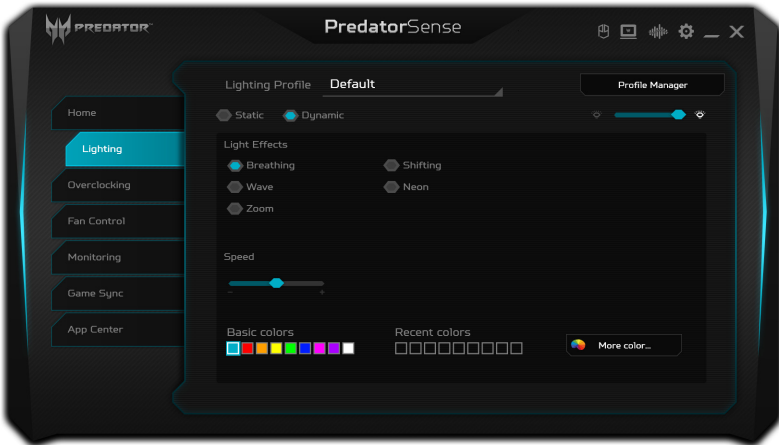 PREDATOR
PredatorSense
Lighting Profile Default
Profile Manager
Static Dynamic
Home
Lighting
Overclocking
Fan Control
Monitoring
Game Sync
App Center
Light Effects
Breathing Shifting
Wave Neon
Zoom
Speed
Basic colors Recent colors
More color...